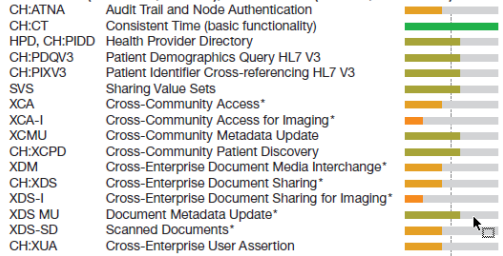 CH:ATNA Audit Trail and Node Authentication
CH:CT Consistent Time (basic functionality)
HPD, CH:PIDD Health Provider Directory
CH:PDQV3 Patient Demographics Query HL7 V3
CH:PIXV3 Patient Identifier Cross-referencing HL7 V3
SVS Sharing Value Sets
XCA Cross-Community Access*
XCA-I Cross-Community Access for Imaging*
XCMU Cross-Community Metadata Update
CH:XCPD Cross-Community Patient Discovery
XDM Cross-Enterprise Document Media Interchange*
CH:XDS Cross-Enterprise Document Sharing*
XDS-I Cross-Enterprise Document Sharing for Imaging*
XDS MU Document Metadata Update*
XDS-SD Scanned Documents*
CH:XUA Cross-Enterprise User Assertion